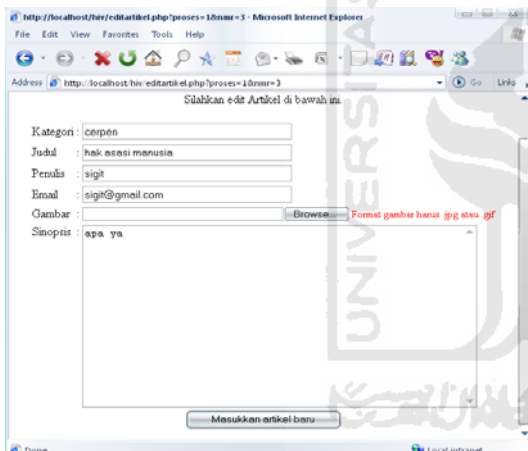 http://localhost/hiv/editartikel.php?proses=1&nmr=3 - Microsoft Internet Explorer
File Edit View Favorites Tools Help
Address http://localhost/hiv/editartikel.php?proses=1&nmr=3 Go Links
Silahkan edit Artikel di bawah ini
Kategori : cerpen
Judul : hak asasi manusia
Penulis : sigit
Email : sigit@gmail.com
Gambar : Browse... Format gambar harus .jpg atau .gif
Sinopsis : apa ya
Masukkan artikel baru
Done Local intranet